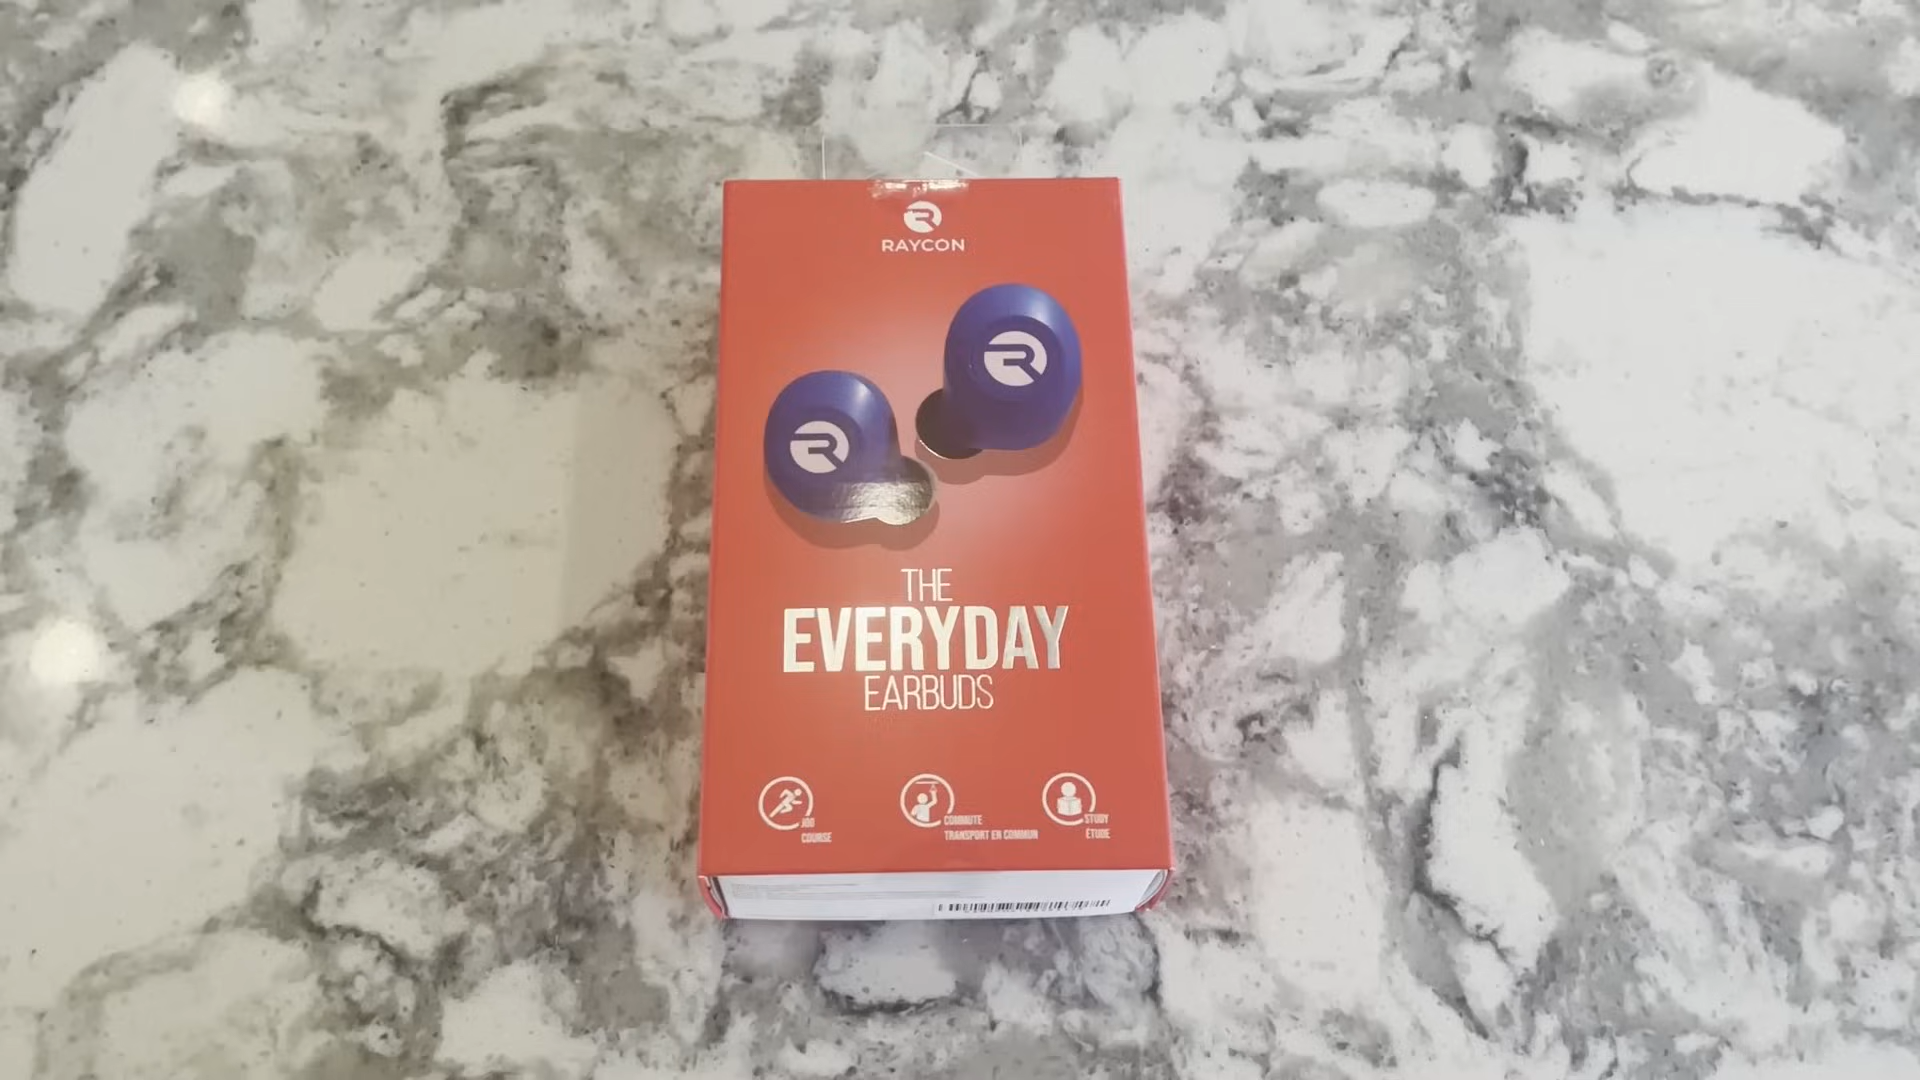 RAYCON
THE
EVERYDAY
EARBUDS
JOG
COURSE
COMMUTE
TRANSPORT EN COMMUN
STUDY
ÉTUDE